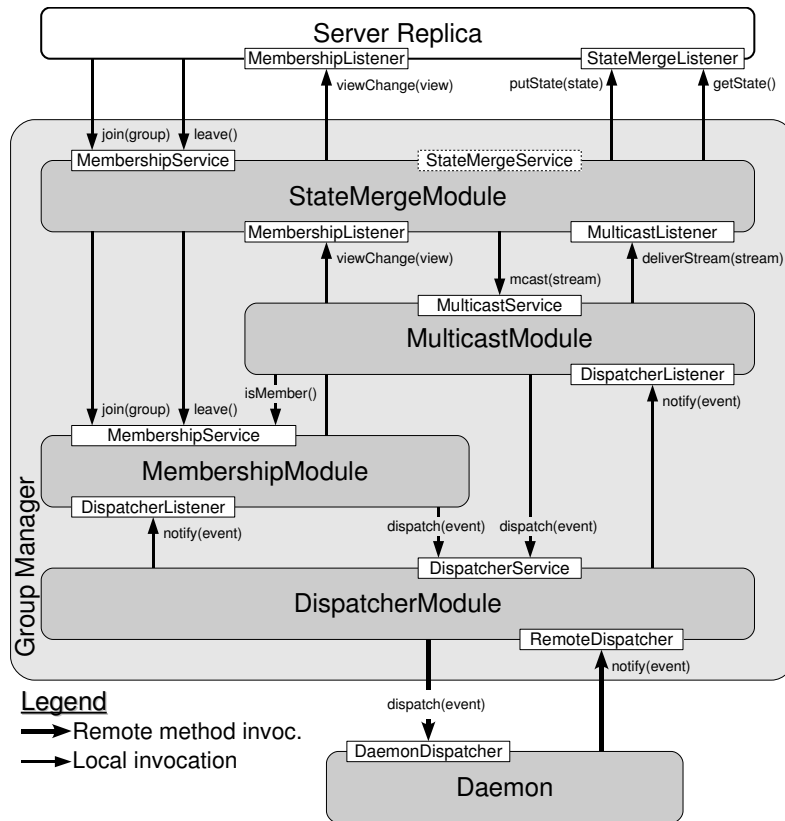 Server Replica
MembershipListener
StateMergeListener
viewChange(view)
putState(state)
getState()
join(group)
leave()
MembershipService
StateMergeService
StateMergeModule
MembershipListener
MulticastListener
viewChange(view)
mcast(stream)
deliverStream(stream)
MulticastService
MulticastModule
DispatcherListener
isMember()
join(group)
leave()
notify(event)
MembershipService
MembershipModule
DispatcherListener
notify(event)
dispatch(event)
dispatch(event)
DispatcherService
DispatcherModule
Group Manager
RemoteDispatcher
notify(event)
Legend
Remote method invoc.
Local invocation
dispatch(event)
DaemonDispatcher
Daemon